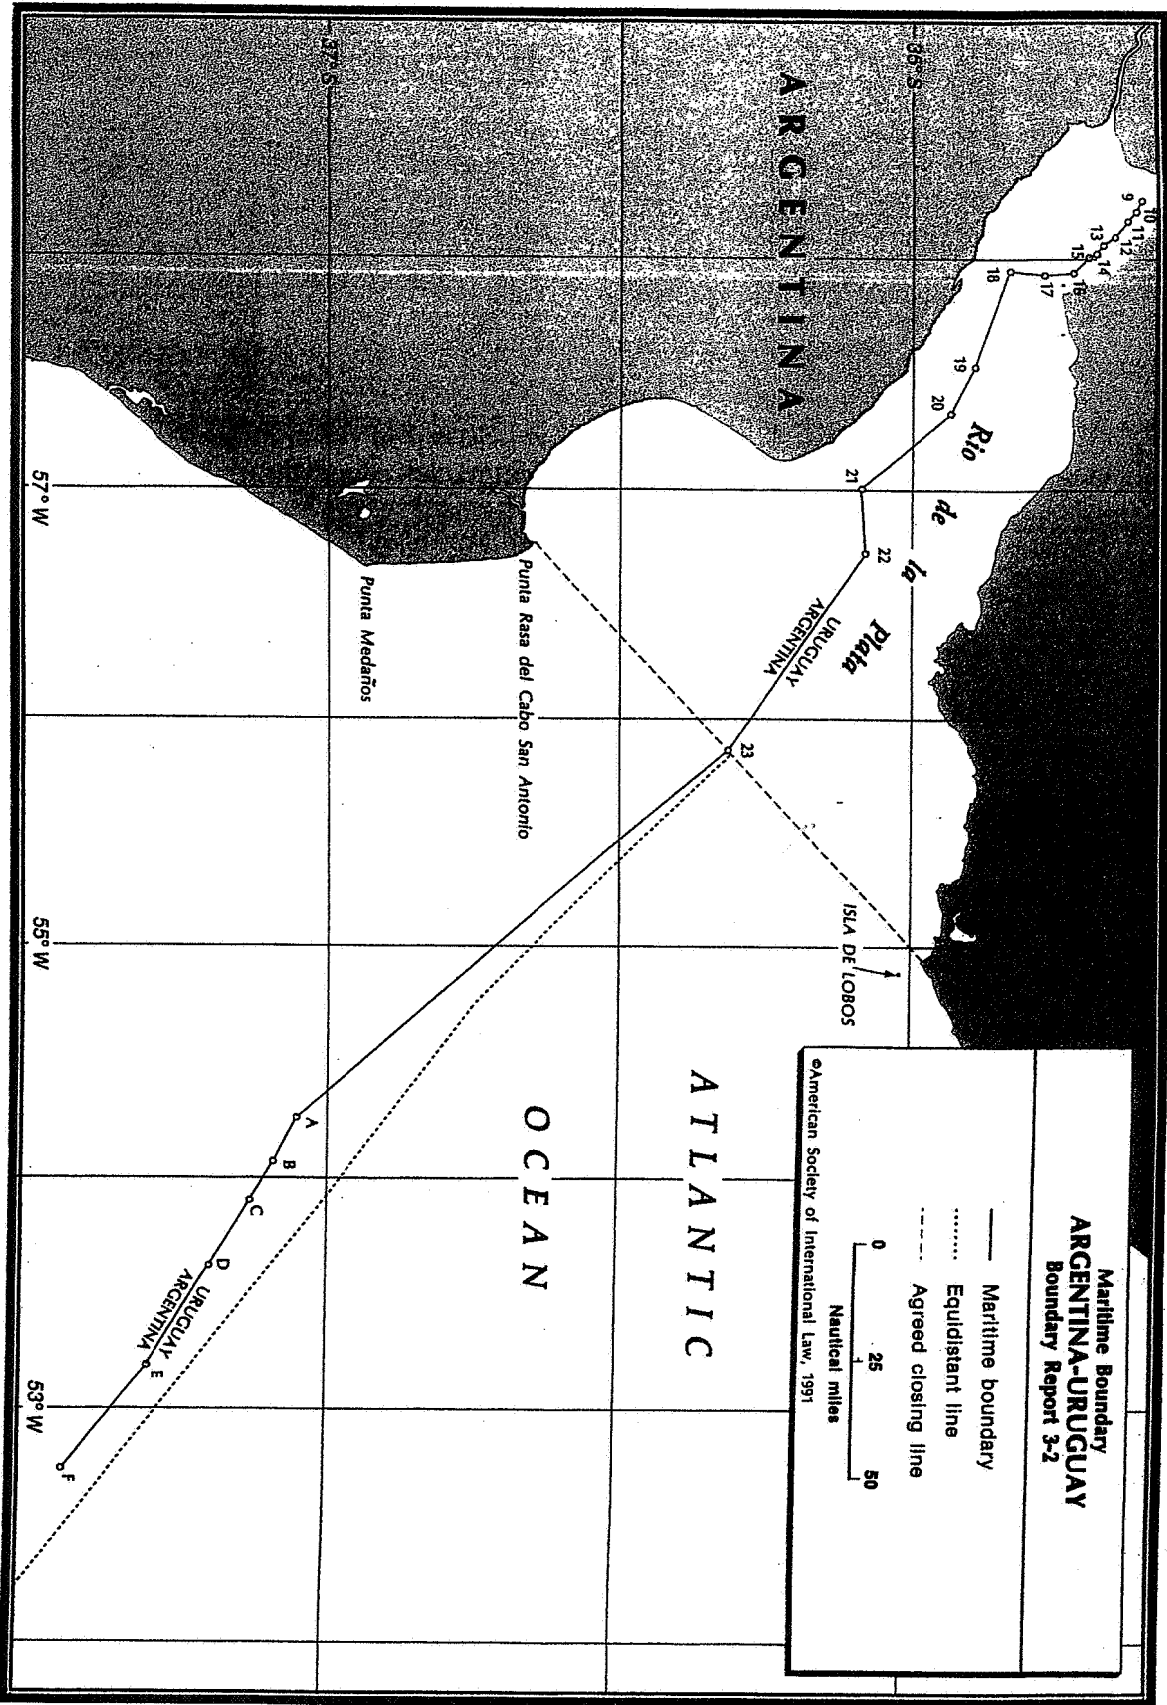 Maritime Boundary
ARGENTINA-URUGUAY
Boundary Report 3-2
Maritime boundary
Equidistant line
Agreed closing line
0 25 50
Nautical miles
©American Society of International Law, 1991
10
9
11
12
13
14
15
16
17
18
19
20
21
22
23
Rio
de
la
Plata
36° S
37° S
ARGENTINA
URUGUAY
ARGENTINA
ISLA DE LOBOS
Punta Rasa del Cabo San Antonio
Punta Medaños
ATLANTIC
OCEAN
A
B
C
D
E
F
URUGUAY
ARGENTINA
57° W
55° W
53° W